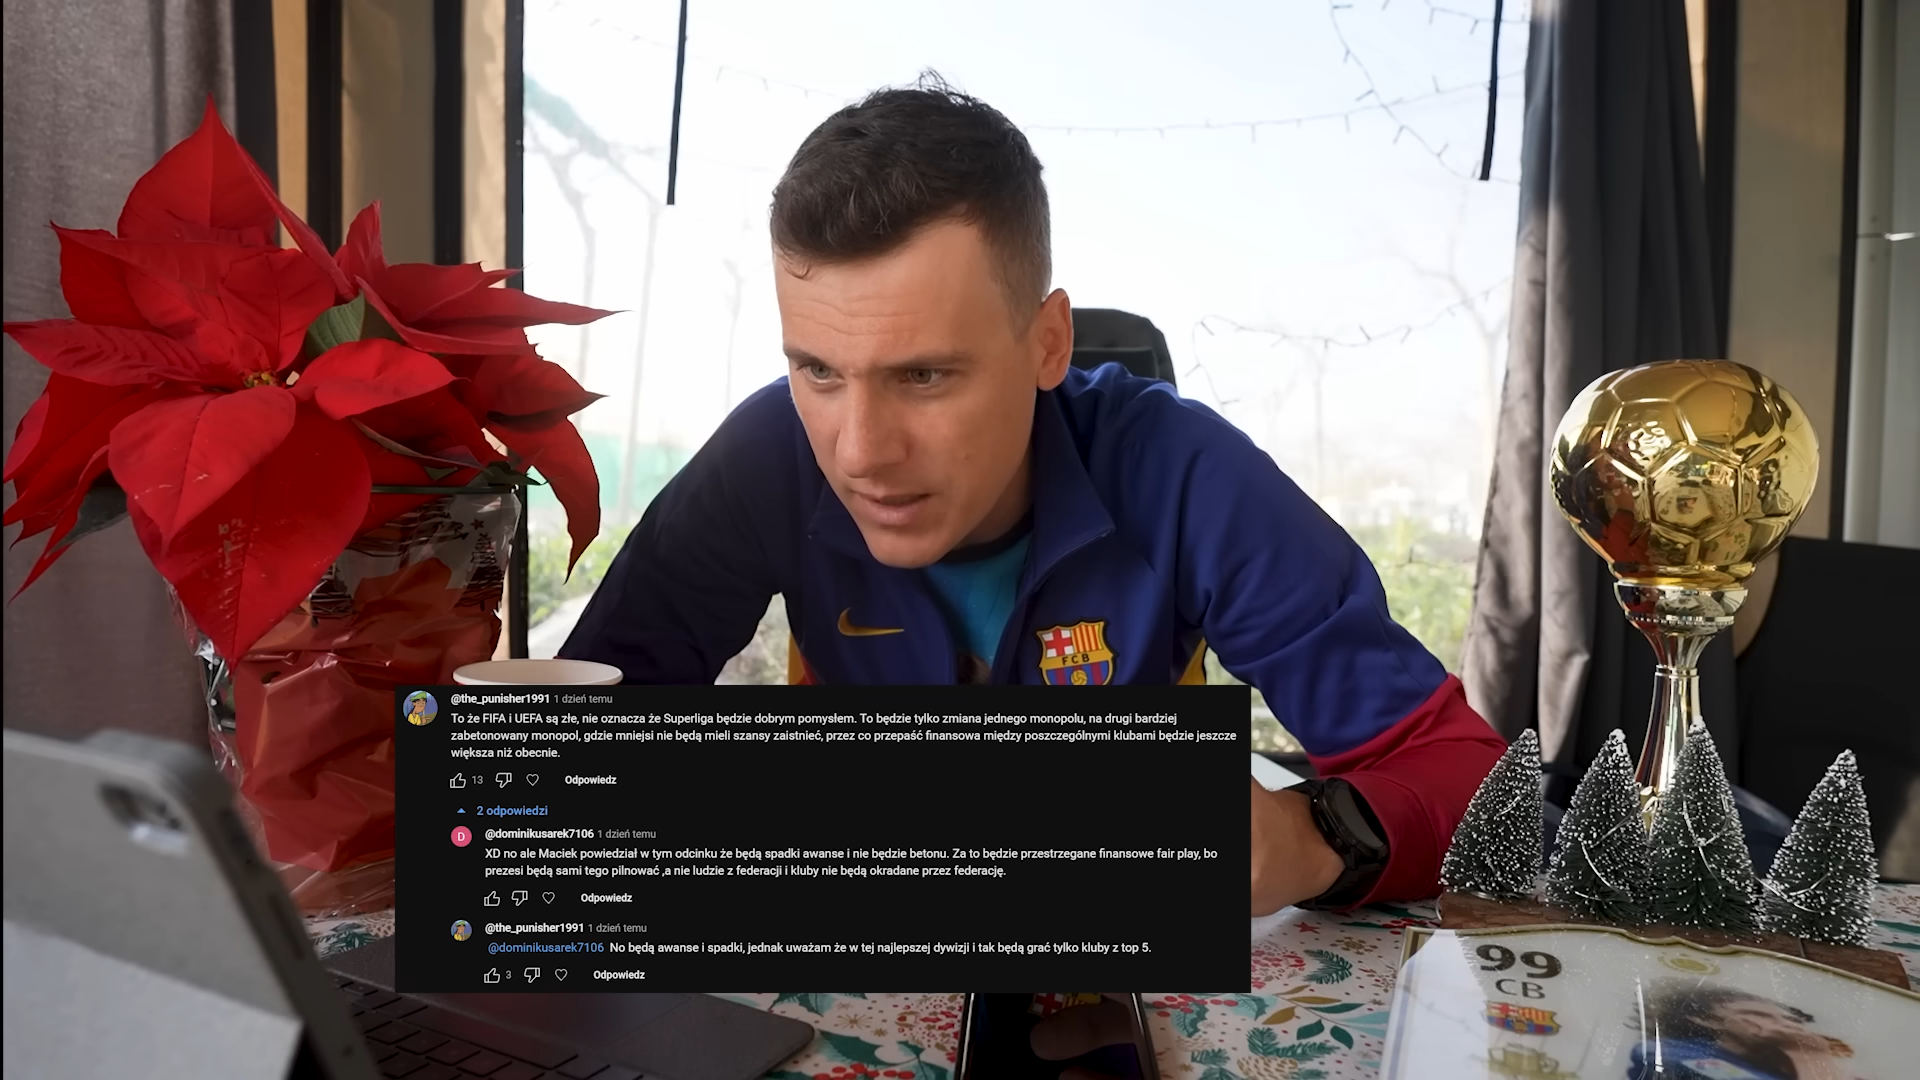 @the_punisher1991 1 dzień temu
To że FIFA i UEFA są złe, nie oznacza że Superliga będzie dobrym pomysłem. To będzie tylko zmiana jednego monopolu, na drugi bardziej
zabetonowany monopol, gdzie mniejsi nie będą mieli szansy zaistnieć, przez co przepaść finansowa między poszczególnymi klubami będzie jeszcze
większa niż obecnie.
13 Odpowiedz
2 odpowiedzi
D
@dominikusarek7106 1 dzień temu
XD no ale Maciek powiedział w tym odcinku że będą spadki awanse i nie będzie betonu. Za to będzie przestrzegane finansowe fair play, bo
prezesi będą sami tego pilnować ,a nie ludzie z federacji i kluby nie będą okradane przez federację.
Odpowiedz
@the_punisher1991 1 dzień temu
@dominikusarek7106 No będą awanse i spadki, jednak uważam że w tej najlepszej dywizji i tak będą grać tylko kluby z top 5.
3 Odpowiedz
FCB
99
CB